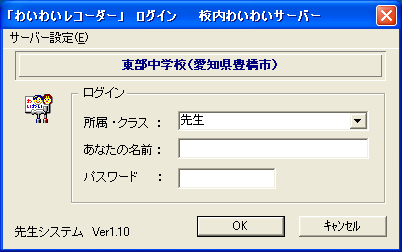 「わいわいレコーダー」 ログイン 校内わいわいサーバー
サーバー設定(E)
東部中学校(愛知県豊橋市)
ログイン
所属・クラス： 先生
あなたの名前：
パスワード ：
先生システム Ver1.10
OK
キャンセル